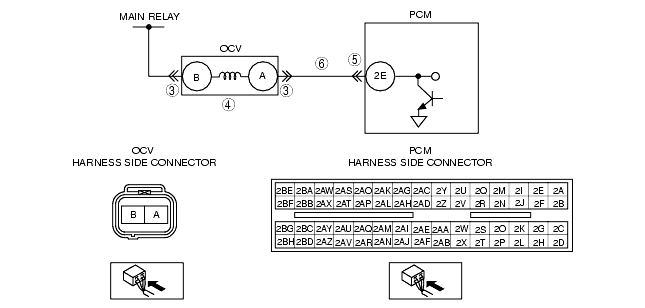 MAIN RELAY
PCM
OCV
B A 2E
③ ④ ③ ⑥ ⑤
OCV
HARNESS SIDE CONNECTOR
B A
PCM
HARNESS SIDE CONNECTOR
2BE 2BA 2AW 2AS 2AO 2AK 2AG 2AC 2Y 2U 2Q 2M 2I 2E 2A
2BF 2BB 2AX 2AT 2AP 2AL 2AH 2AD 2Z 2V 2R 2N 2J 2F 2B
2BG 2BC 2AY 2AU 2AQ 2AM 2AI 2AE 2AA 2W 2S 2O 2K 2G 2C
2BH 2BD 2AZ 2AV 2AR 2AN 2AJ 2AF 2AB 2X 2T 2P 2L 2H 2D